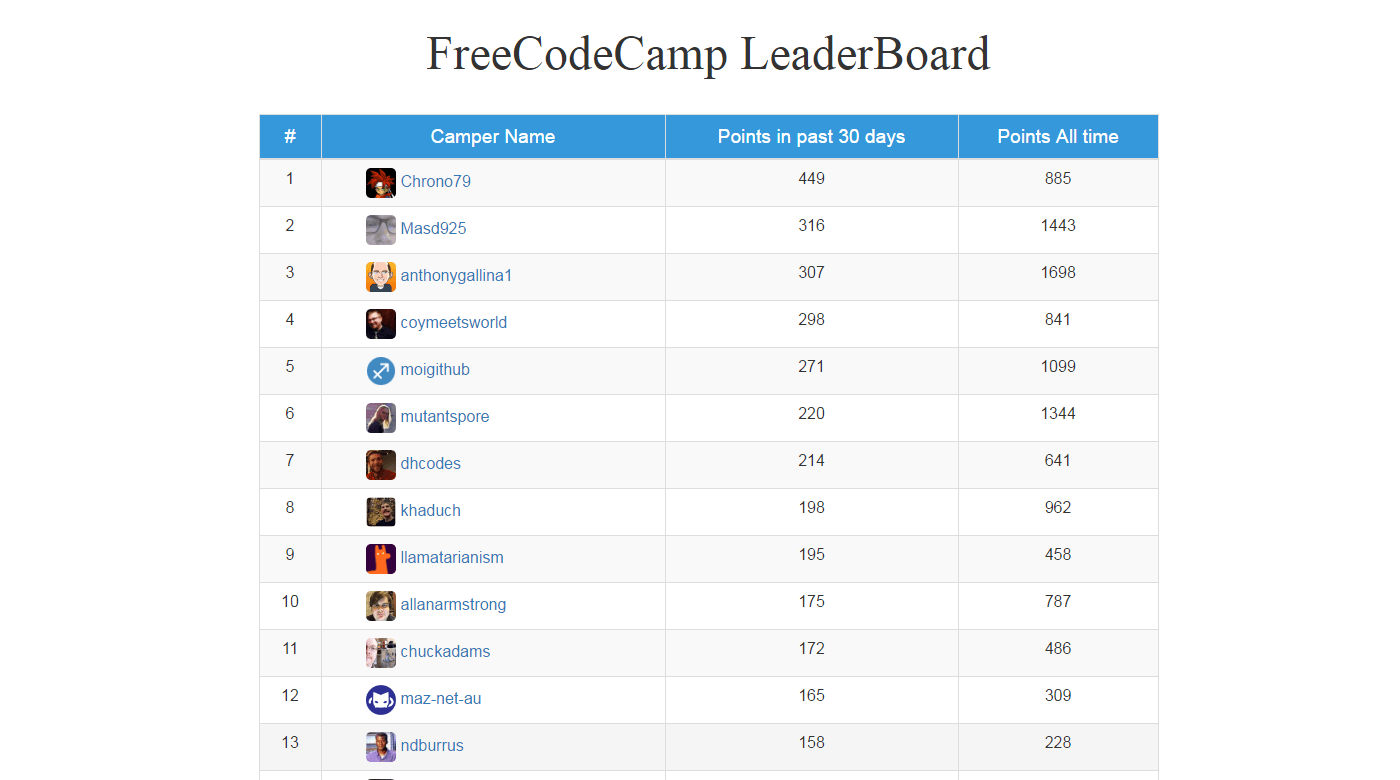 FreeCodeCamp LeaderBoard
# Camper Name Points in past 30 days Points All time
1 Chrono79 449 885
2 Masd925 316 1443
3 anthonygallina1 307 1698
4 coymeetsworld 298 841
5 moigithub 271 1099
6 mutantspore 220 1344
7 dhcodes 214 641
8 khaduch 198 962
9 llamatarianism 195 458
10 allanarmstrong 175 787
11 chuckadams 172 486
12 maz-net-au 165 309
13 ndburrus 158 228